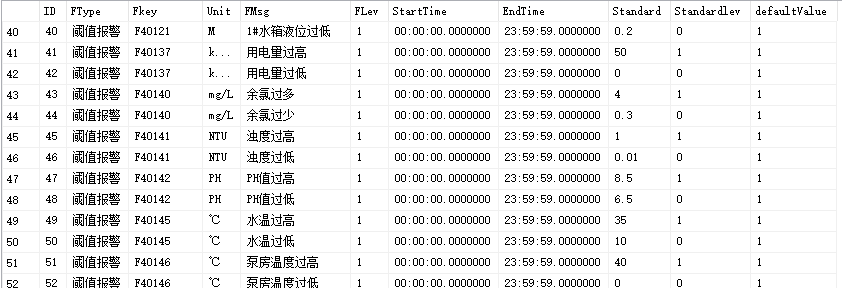 ID FType Fkey Unit FMsg FLev StartTime EndTime Standard Standardlev defaultValue
40 40 阈值报警 F40121 M 1#水箱液位过低 1 00:00:00.0000000 23:59:59.0000000 0.2 0 1
41 41 阈值报警 F40137 k... 用电量过高 1 00:00:00.0000000 23:59:59.0000000 50 1 1
42 42 阈值报警 F40137 k... 用电量过低 1 00:00:00.0000000 23:59:59.0000000 0 0 1
43 43 阈值报警 F40140 mg/L 余氯过多 1 00:00:00.0000000 23:59:59.0000000 4 1 1
44 44 阈值报警 F40140 mg/L 余氯过少 1 00:00:00.0000000 23:59:59.0000000 0.3 0 1
45 45 阈值报警 F40141 NTU 浊度过高 1 00:00:00.0000000 23:59:59.0000000 1 1 1
46 46 阈值报警 F40141 NTU 浊度过低 1 00:00:00.0000000 23:59:59.0000000 0.01 0 1
47 47 阈值报警 F40142 PH PH值过高 1 00:00:00.0000000 23:59:59.0000000 8.5 1 1
48 48 阈值报警 F40142 PH PH值过低 1 00:00:00.0000000 23:59:59.0000000 6.5 0 1
49 49 阈值报警 F40145 ℃ 水温过高 1 00:00:00.0000000 23:59:59.0000000 35 1 1
50 50 阈值报警 F40145 ℃ 水温过低 1 00:00:00.0000000 23:59:59.0000000 10 0 1
51 51 阈值报警 F40146 ℃ 泵房温度过高 1 00:00:00.0000000 23:59:59.0000000 40 1 1
52 52 阈值报警 F40146 ℃ 泵房温度过低 1 00:00:00.0000000 23:59:59.0000000 0 0 1